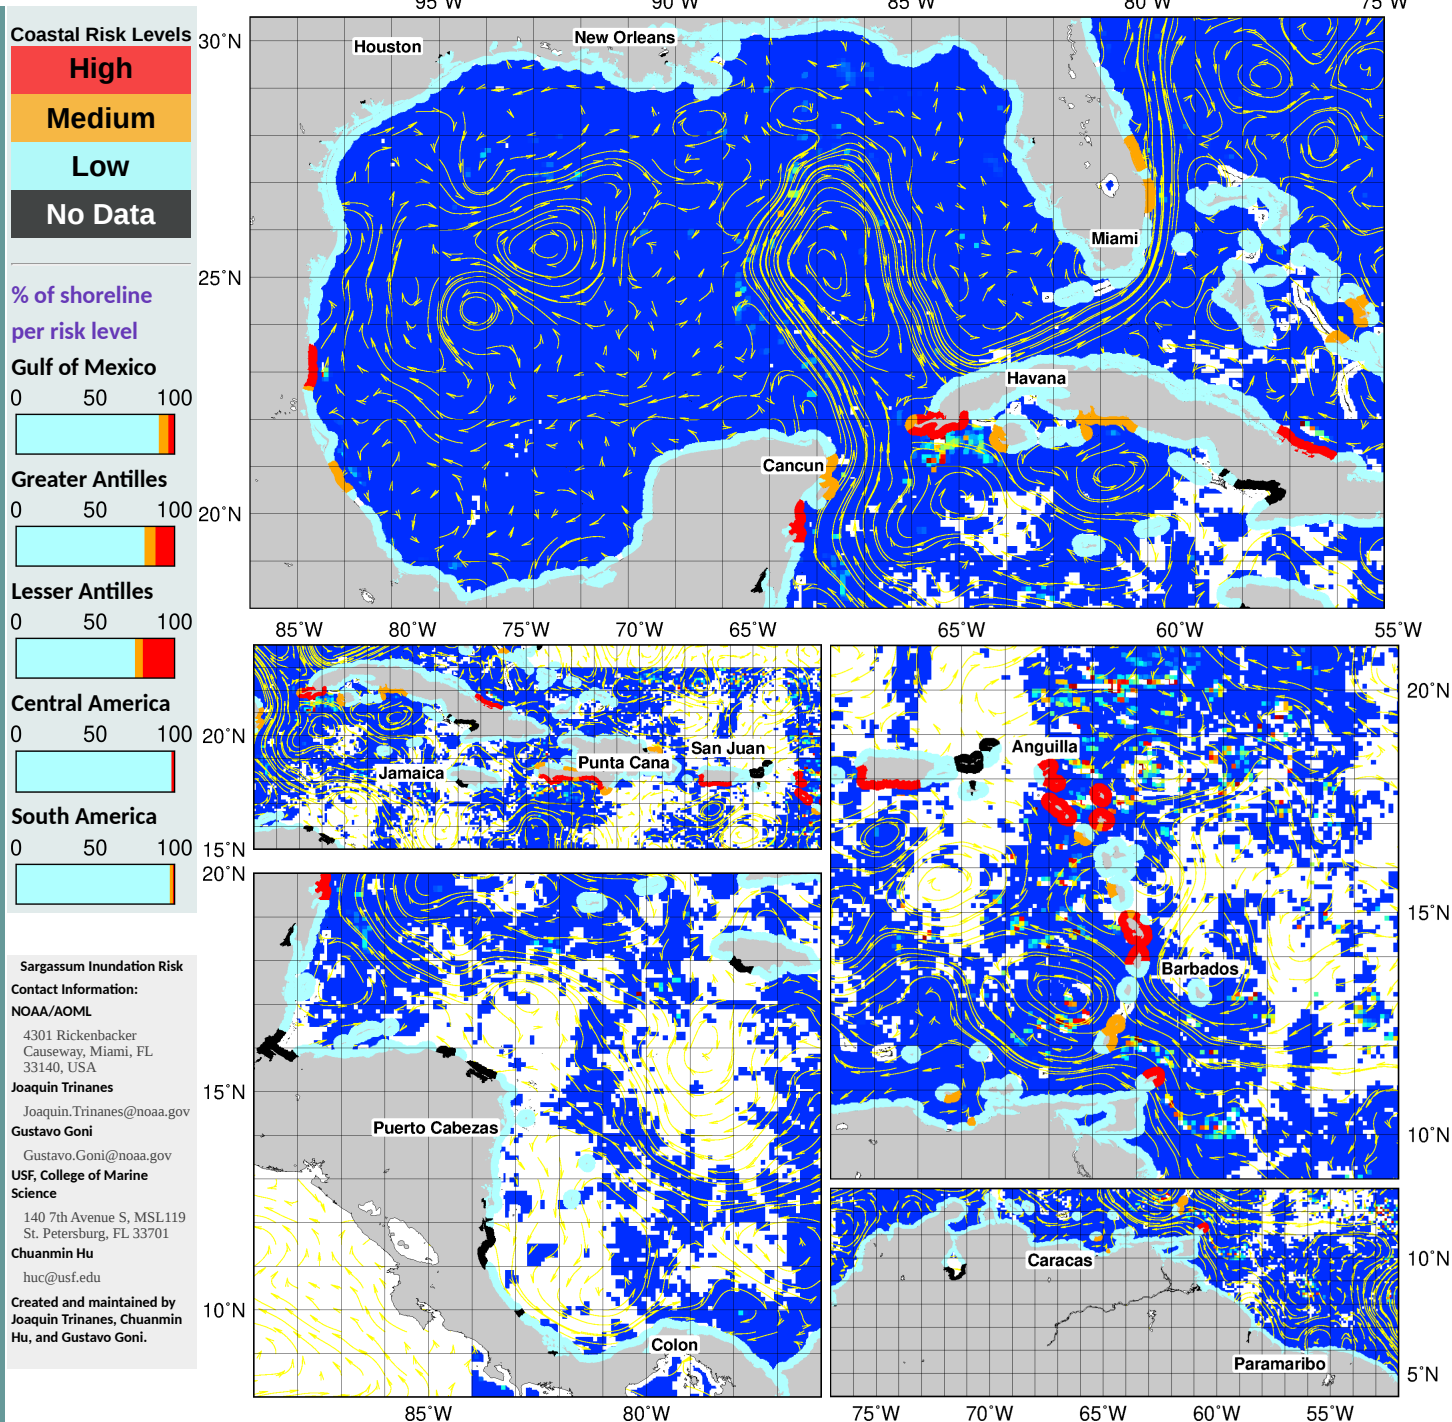 95°W 90°W 85°W 80°W 75°W
Coastal Risk Levels
High
Medium
Low
No Data
% of shoreline
per risk level
Gulf of Mexico
0 50 100
Greater Antilles
0 50 100
Lesser Antilles
0 50 100
Central America
0 50 100
South America
0 50 100
Sargassum Inundation Risk
Contact Information:
NOAA/AOML
4301 Rickenbacker
Causeway, Miami, FL
33140, USA
Joaquin Trinanes
Joaquin.Trinanes@noaa.gov
Gustavo Goni
Gustavo.Goni@noaa.gov
USF, College of Marine
Science
140 7th Avenue S, MSL119
St. Petersburg, FL 33701
Chuanmin Hu
huc@usf.edu
Created and maintained by
Joaquin Trinanes, Chuanmin
Hu, and Gustavo Goni.
30°N
25°N
20°N
Houston
New Orleans
Miami
Havana
Cancun
85°W 80°W 75°W 70°W 65°W
20°N
15°N
Jamaica
Punta Cana
San Juan
65°W 60°W 55°W
20°N
15°N
10°N
Anguilla
Barbados
20°N
15°N
10°N
Puerto Cabezas
Colon
85°W 80°W
10°N
5°N
Caracas
Paramaribo
75°W 70°W 65°W 60°W 55°W